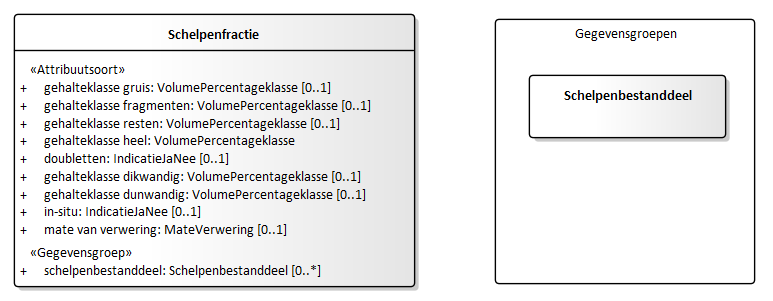 Schelpenfractie
«Attribuutsoort»
+ gehalteklasse gruis: VolumePercentageklasse [0..1]
+ gehalteklasse fragmenten: VolumePercentageklasse [0..1]
+ gehalteklasse resten: VolumePercentageklasse [0..1]
+ gehalteklasse heel: VolumePercentageklasse
+ doubletten: IndicatieJaNee [0..1]
+ gehalteklasse dikwandig: VolumePercentageklasse [0..1]
+ gehalteklasse dunwandig: VolumePercentageklasse [0..1]
+ in-situ: IndicatieJaNee [0..1]
+ mate van verwering: MateVerwering [0..1]
«Gegevensgroep»
+ schelpenbestanddeel: Schelpenbestanddeel [0..*]
Gegevensgroepen
Schelpenbestanddeel